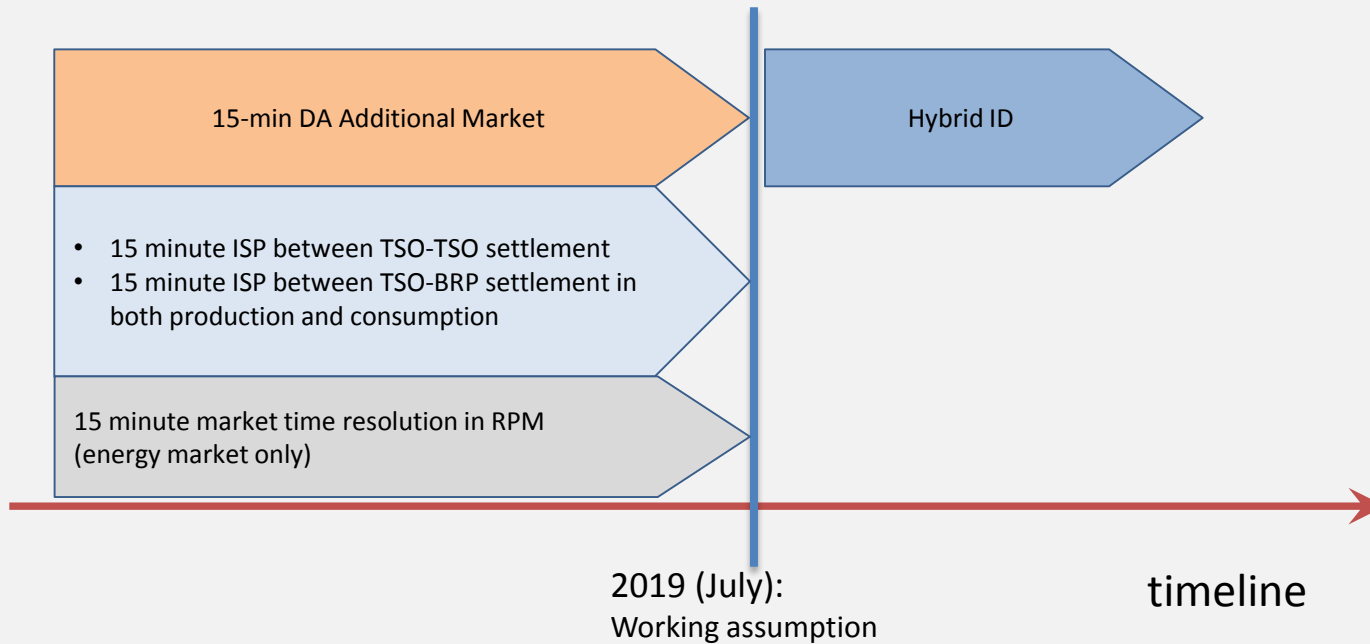 15-min DA Additional Market
Hybrid ID
• 15 minute ISP between TSO-TSO settlement
• 15 minute ISP between TSO-BRP settlement in
both production and consumption
15 minute market time resolution in RPM
(energy market only)
2019 (July):
Working assumption
timeline